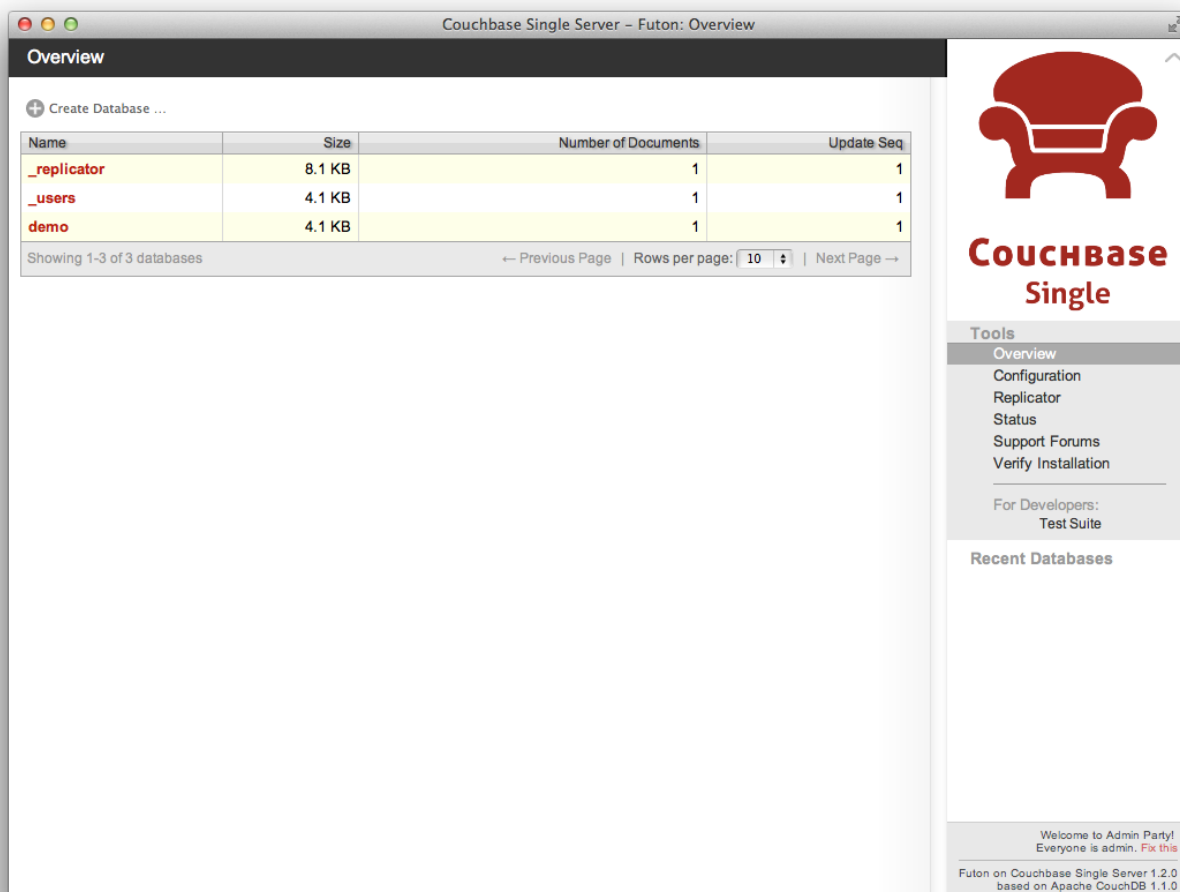 Couchbase Single Server – Futon: Overview
Overview
Create Database ...
Name Size Number of Documents Update Seq
_replicator 8.1 KB 1 1
_users 4.1 KB 1 1
demo 4.1 KB 1 1
Showing 1-3 of 3 databases ← Previous Page | Rows per page: 10 | Next Page →
Couchbase
Single
Tools
Overview
Configuration
Replicator
Status
Support Forums
Verify Installation
For Developers:
Test Suite
Recent Databases
Welcome to Admin Party!
Everyone is admin. Fix this
Futon on Couchbase Single Server 1.2.0
based on Apache CouchDB 1.1.0